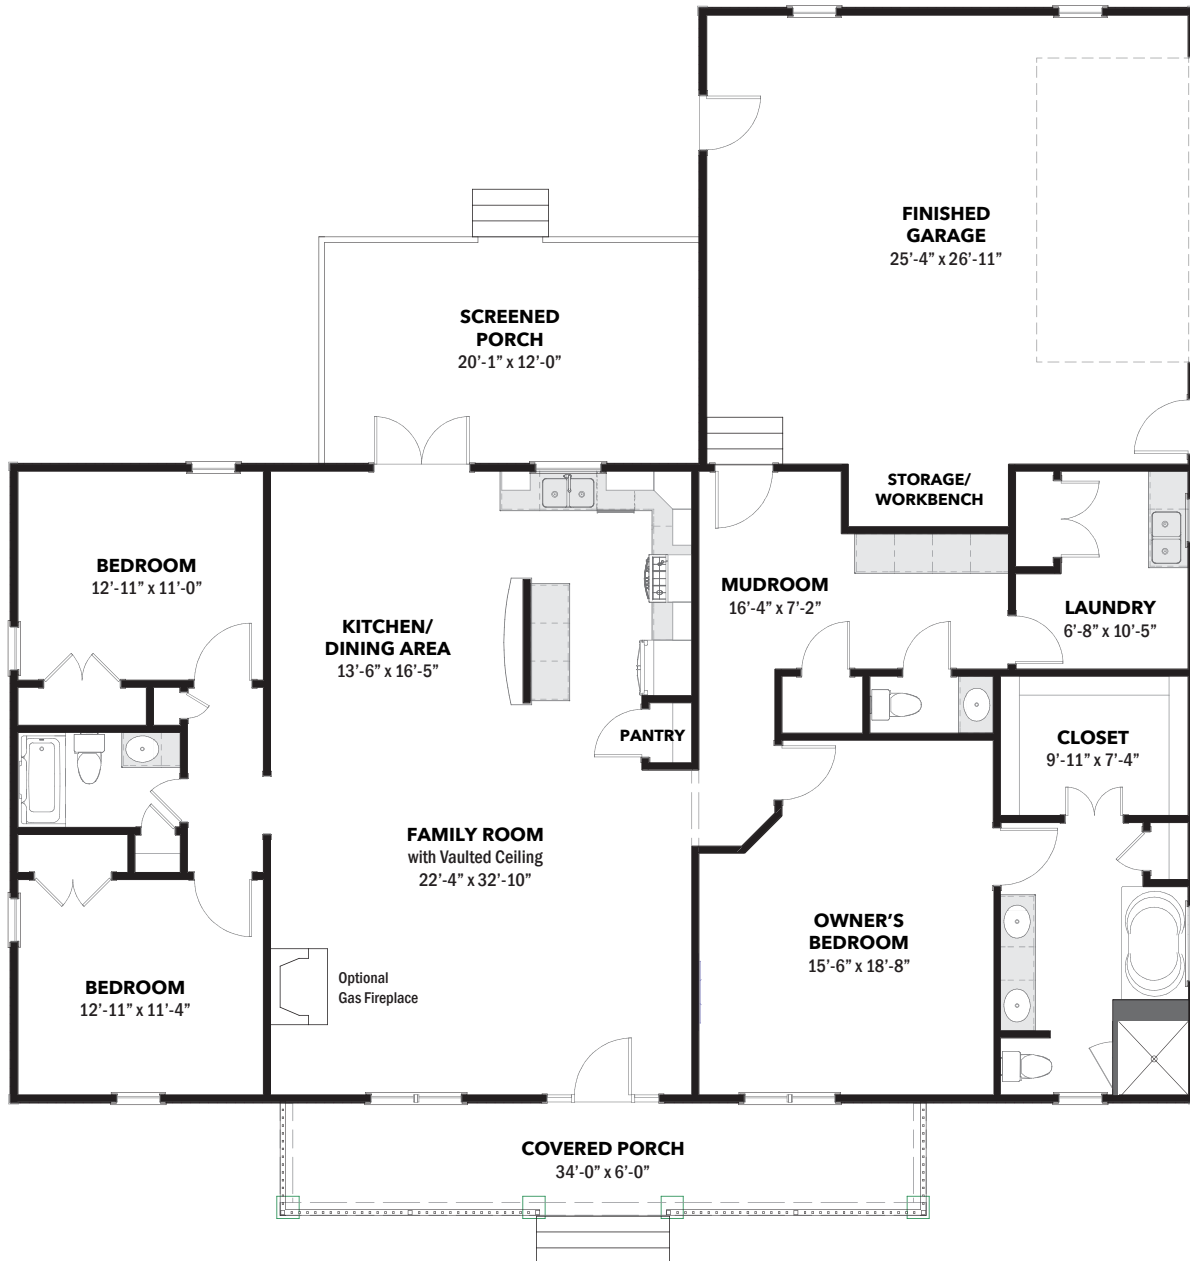 FINISHED
GARAGE
25'-4" x 26'-11"
SCREENED
PORCH
20'-1" x 12'-0"
STORAGE/
WORKBENCH
BEDROOM
12'-11" x 11'-0"
KITCHEN/
DINING AREA
13'-6" x 16'-5"
MUDROOM
16'-4" x 7'-2"
LAUNDRY
6'-8" x 10'-5"
PANTRY
CLOSET
9'-11" x 7'-4"
FAMILY ROOM
with Vaulted Ceiling
22'-4" x 32'-10"
OWNER'S
BEDROOM
15'-6" x 18'-8"
BEDROOM
12'-11" x 11'-4"
Optional
Gas Fireplace
COVERED PORCH
34'-0" x 6'-0"